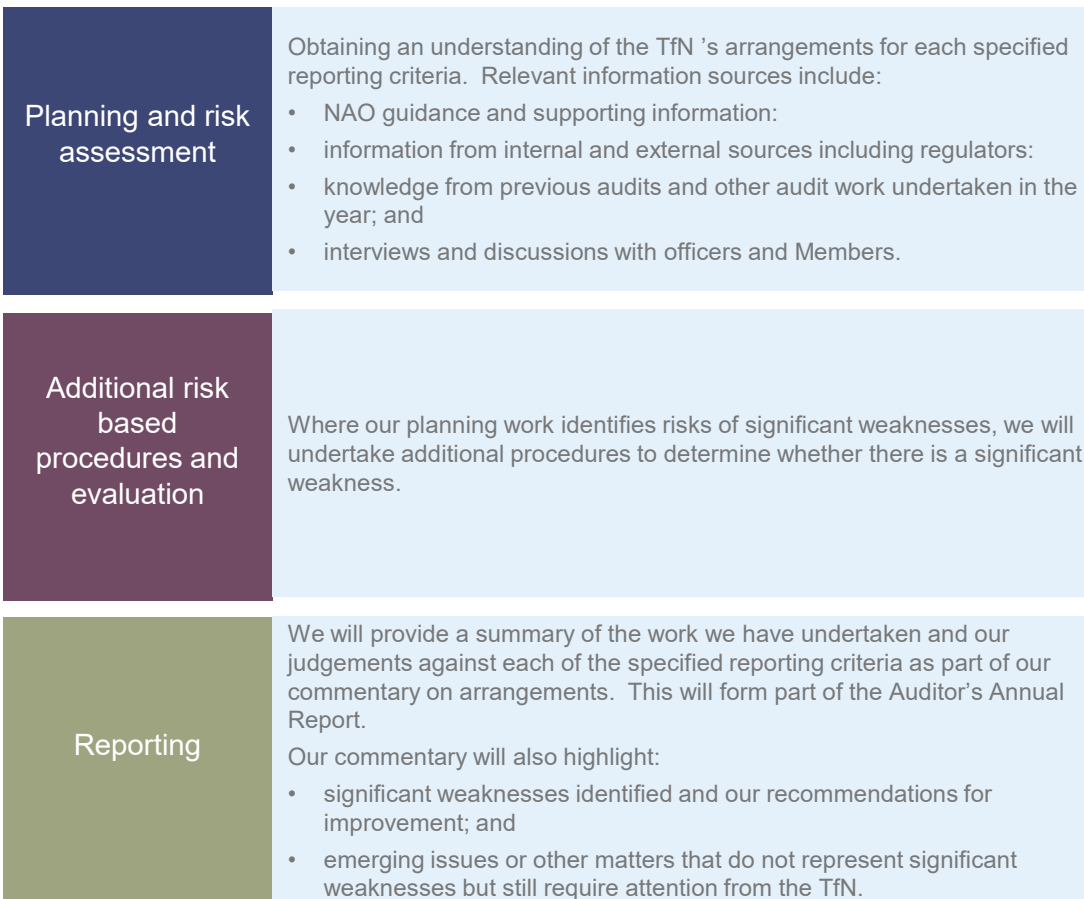 Planning and risk
assessment
Obtaining an understanding of the TfN 's arrangements for each specified
reporting criteria.  Relevant information sources include:
• NAO guidance and supporting information:
• information from internal and external sources including regulators:
• knowledge from previous audits and other audit work undertaken in the
year; and
• interviews and discussions with officers and Members.
Additional risk
based
procedures and
evaluation
Where our planning work identifies risks of significant weaknesses, we will
undertake additional procedures to determine whether there is a significant
weakness.
Reporting
We will provide a summary of the work we have undertaken and our
judgements against each of the specified reporting criteria as part of our
commentary on arrangements.  This will form part of the Auditor's Annual
Report.
Our commentary will also highlight:
• significant weaknesses identified and our recommendations for
improvement; and
• emerging issues or other matters that do not represent significant
weaknesses but still require attention from the TfN.